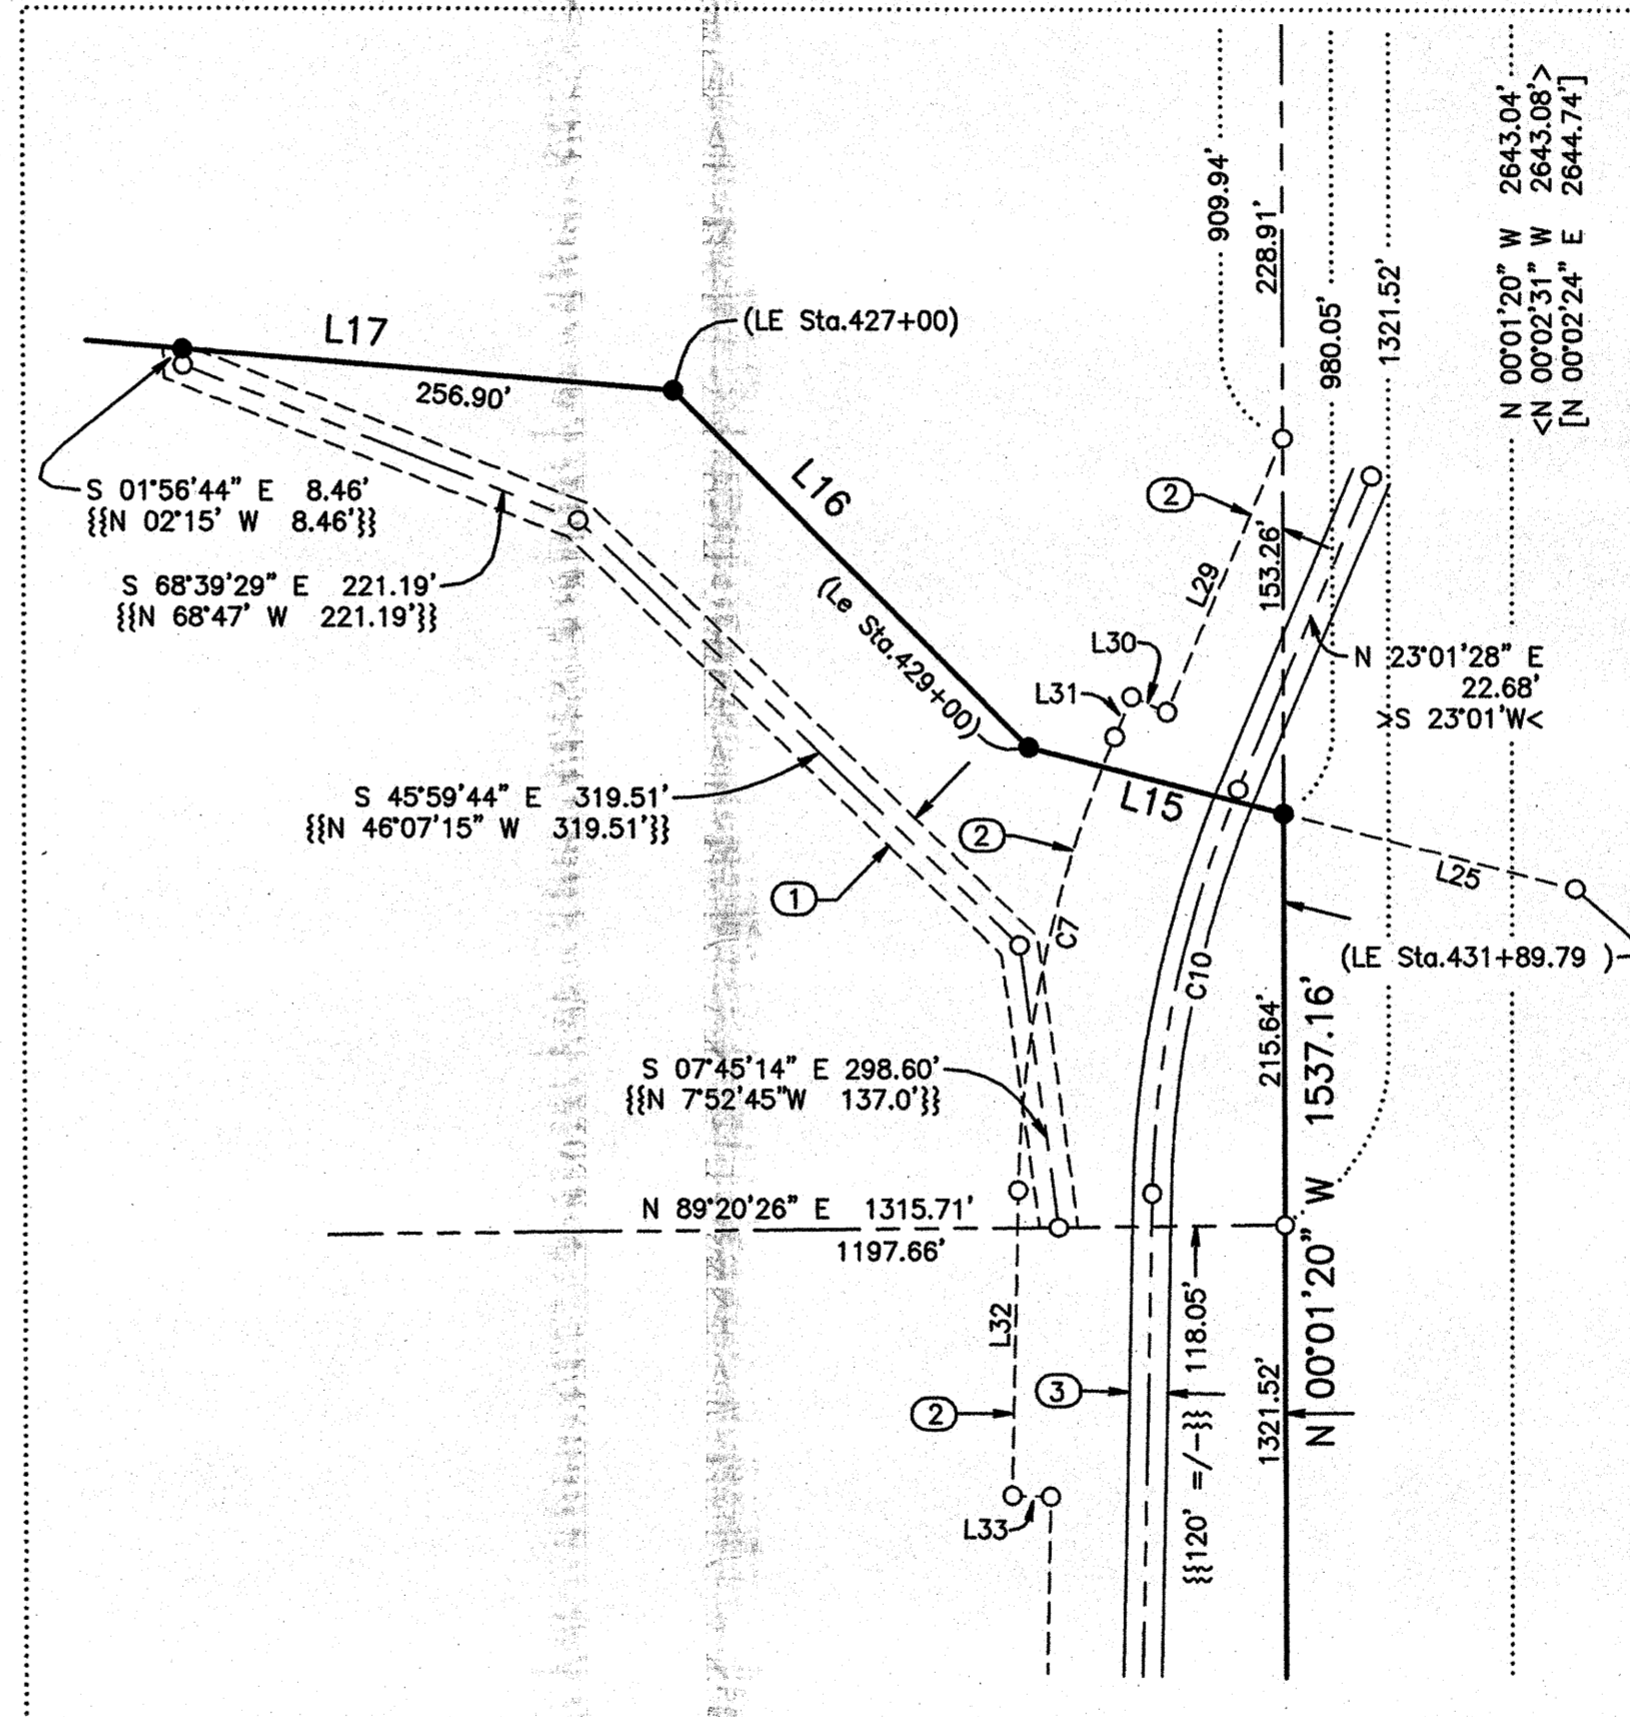 909.94'
228.91'
980.05'
1321.52'
N 00°01'20" W 2643.04'
<N 00°02'31" W 2643.08'>
[N 00°02'24" E 2644.74']
L17
256.90'
(LE Sta.427+00)
S 01°56'44" E 8.46'
{{N 02°15' W 8.46'}}
S 68°39'29" E 221.19'
{{N 68°47' W 221.19'}}
L16
(Le Sta.429+00)
2
L29
153.26'
L30
L31
N 23°01'28" E
22.68'
>S 23°01'W<
S 45°59'44" E 319.51'
{{N 46°07'15" W 319.51'}}
L15
2
1
L25
C7
C10
(LE Sta.431+89.79 )
215.64'
N 00°01'20" W 1537.16'
S 07°45'14" E 298.60'
{{N 7°52'45"W 137.0'}}
N 89°20'26" E 1315.71'
1197.66'
L32
118.05'
{{{120' =/-}}}
1321.52'
3
2
L33